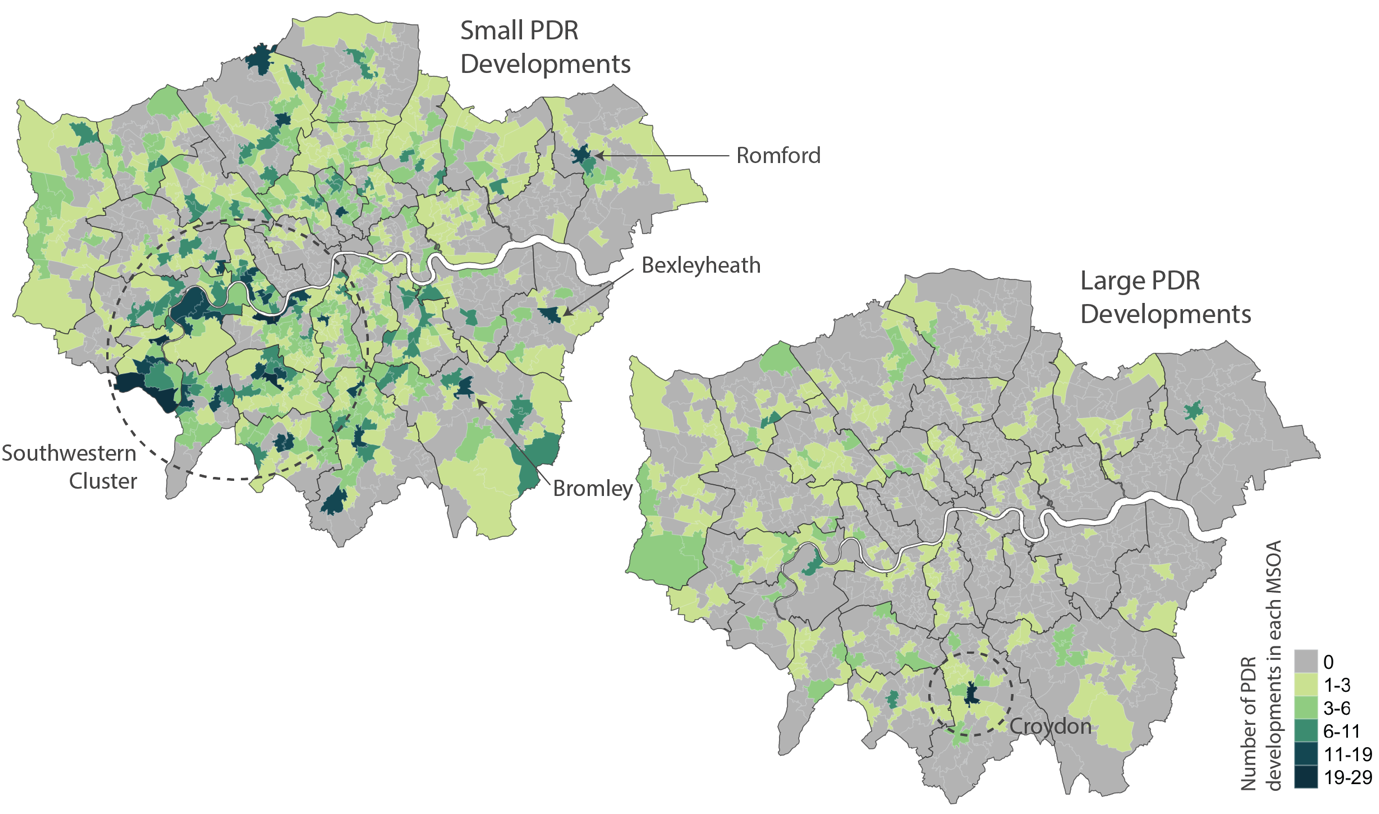 Small PDR
Developments
Romford
Bexleyheath
Southwestern
Cluster
Bromley
Large PDR
Developments
Croydon
Number of PDR
developments in each MSOA
0
1-3
3-6
6-11
11-19
19-29